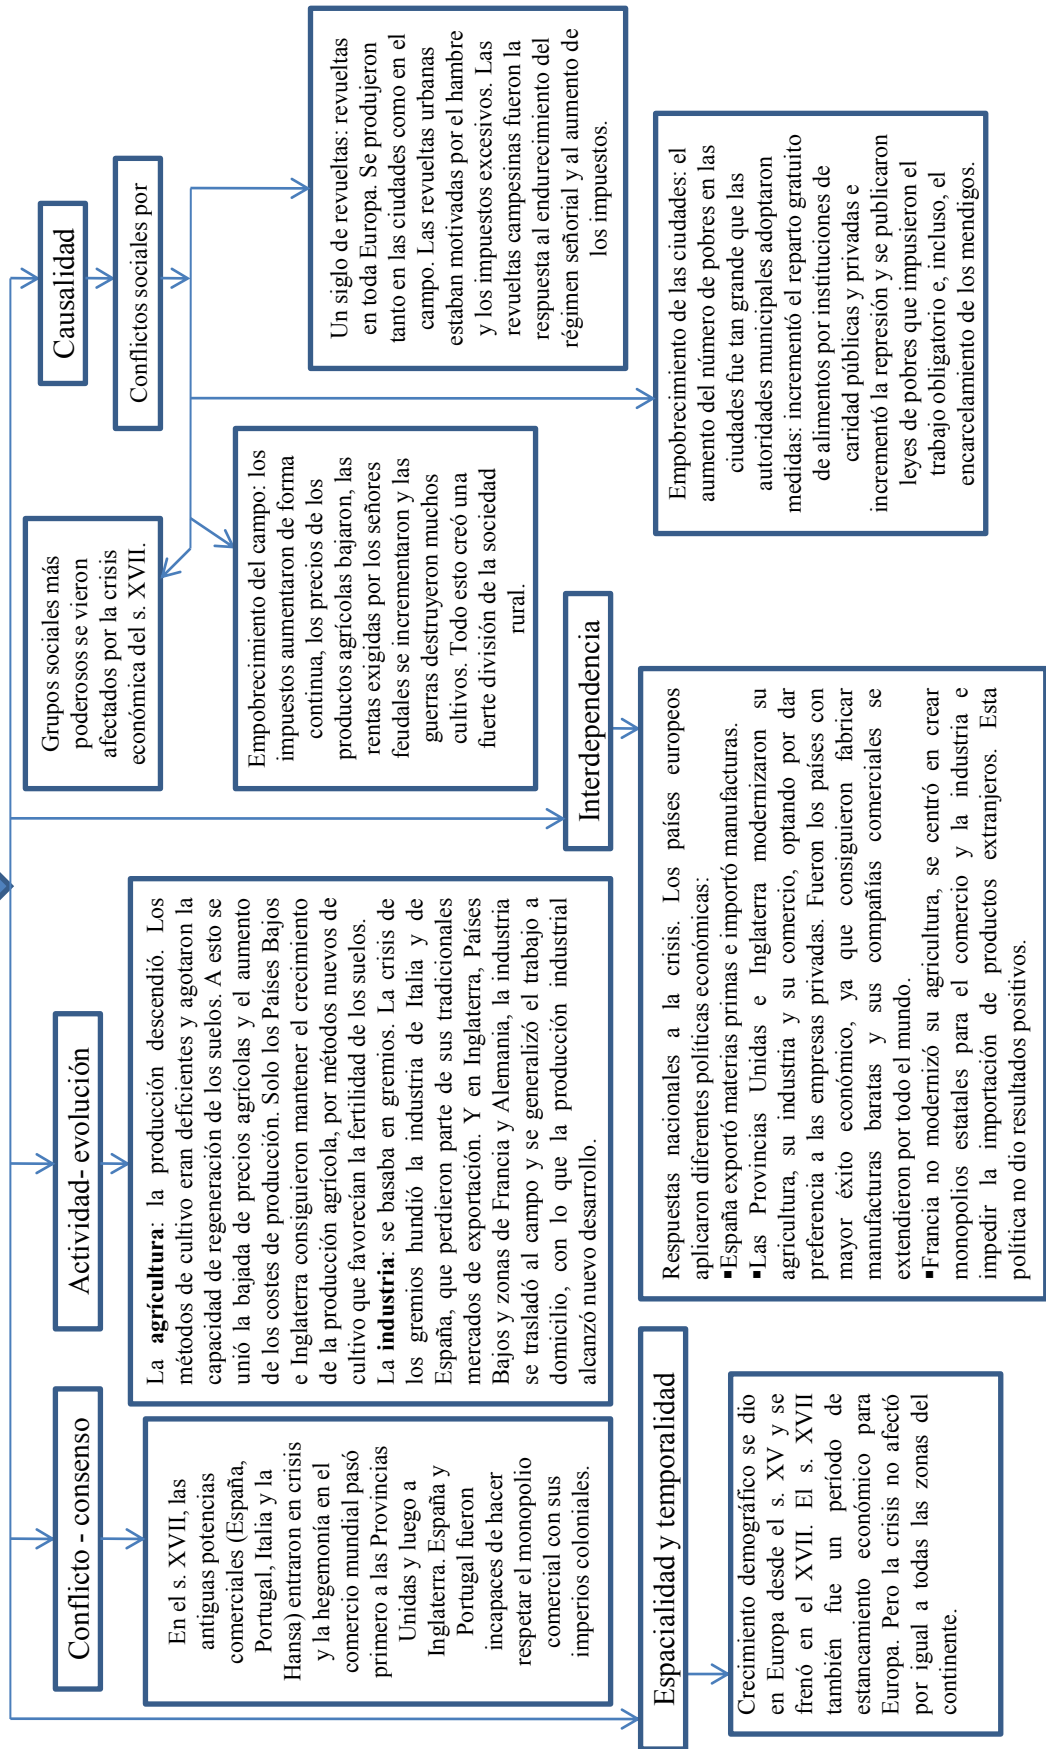 Conflicto - consenso
En el s. XVII, las
antiguas potencias
comerciales (España,
Portugal, Italia y la
Hansa) entraron en crisis
y la hegemonía en el
comercio mundial pasó
primero a las Provincias
Unidas y luego a
Inglaterra. España y
Portugal fueron
incapaces de hacer
respetar el monopolio
comercial con sus
imperios coloniales.
Actividad- evolución
La agrícultura: la producción descendió. Los
métodos de cultivo eran deficientes y agotaron la
capacidad de regeneración de los suelos. A esto se
unió la bajada de precios agrícolas y el aumento
de los costes de producción. Solo los Países Bajos
e Inglaterra consiguieron mantener el crecimiento
de la producción agrícola, por métodos nuevos de
cultivo que favorecían la fertilidad de los suelos.
La industria: se basaba en gremios. La crisis de
los gremios hundió la industria de Italia y de
España, que perdieron parte de sus tradicionales
mercados de exportación. Y en Inglaterra, Países
Bajos y zonas de Francia y Alemania, la industria
se trasladó al campo y se generalizó el trabajo a
domicilio, con lo que la producción industrial
alcanzó nuevo desarrollo.
Causalidad
Conflictos sociales por
Grupos sociales más
poderosos se vieron
afectados por la crisis
económica del s. XVII.
Empobrecimiento del campo: los
impuestos aumentaron de forma
continua, los precios de los
productos agrícolas bajaron, las
rentas exigidas por los señores
feudales se incrementaron y las
guerras destruyeron muchos
cultivos. Todo esto creó una
fuerte división de la sociedad
rural.
Un siglo de revueltas: revueltas
en toda Europa. Se produjeron
tanto en las ciudades como en el
campo. Las revueltas urbanas
estaban motivadas por el hambre
y los impuestos excesivos. Las
revueltas campesinas fueron la
respuesta al endurecimiento del
régimen señorial y al aumento de
los impuestos.
Empobrecimiento de las ciudades: el
aumento del número de pobres en las
ciudades fue tan grande que las
autoridades municipales adoptaron
medidas: incrementó el reparto gratuito
de alimentos por instituciones de
caridad públicas y privadas e
incrementó la represión y se publicaron
leyes de pobres que impusieron el
trabajo obligatorio e, incluso, el
encarcelamiento de los mendigos.
Espacialidad y temporalidad
Crecimiento demográfico se dio
en Europa desde el s. XV y se
frenó en el XVII. El s. XVII
también fue un período de
estancamiento económico para
Europa. Pero la crisis no afectó
por igual a todas las zonas del
continente.
Interdependencia
Respuestas nacionales a la crisis. Los países europeos
aplicaron diferentes políticas económicas:
▪España exportó materias primas e importó manufacturas.
▪Las Provincias Unidas e Inglaterra modernizaron su
agricultura, su industria y su comercio, optando por dar
preferencia a las empresas privadas. Fueron los países con
mayor éxito económico, ya que consiguieron fabricar
manufacturas baratas y sus compañías comerciales se
extendieron por todo el mundo.
▪Francia no modernizó su agricultura, se centró en crear
monopolios estatales para el comercio y la industria e
impedir la importación de productos extranjeros. Esta
política no dio resultados positivos.